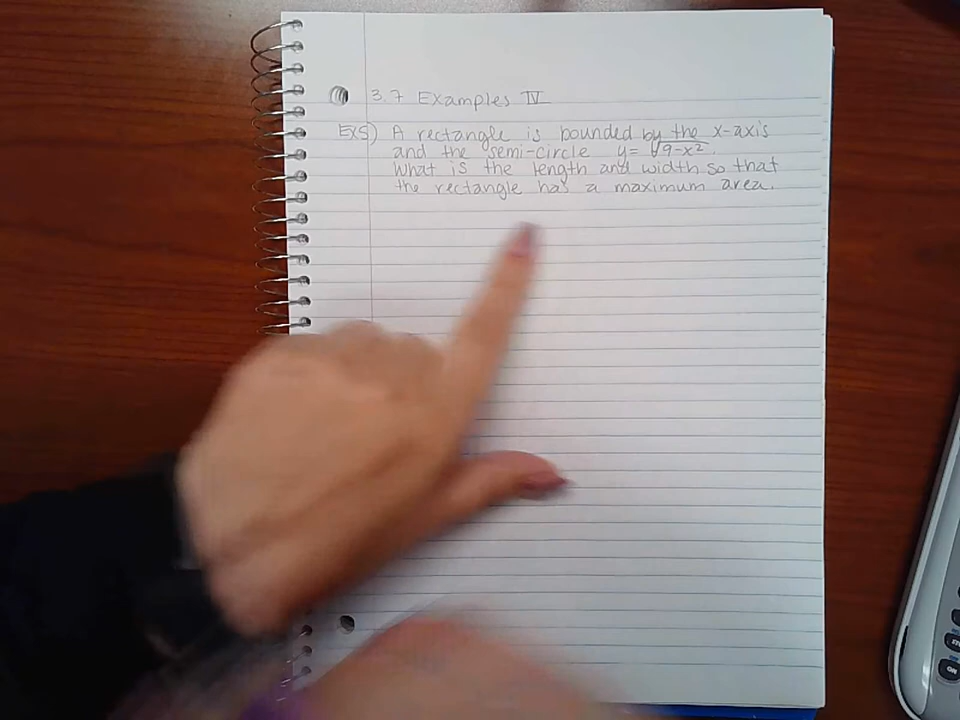 3.7 Examples IV
EX5) A rectangle is bounded by the x-axis
and the semi-circle y= √9-x².
What is the length and width so that
the rectangle has a maximum area.
ON